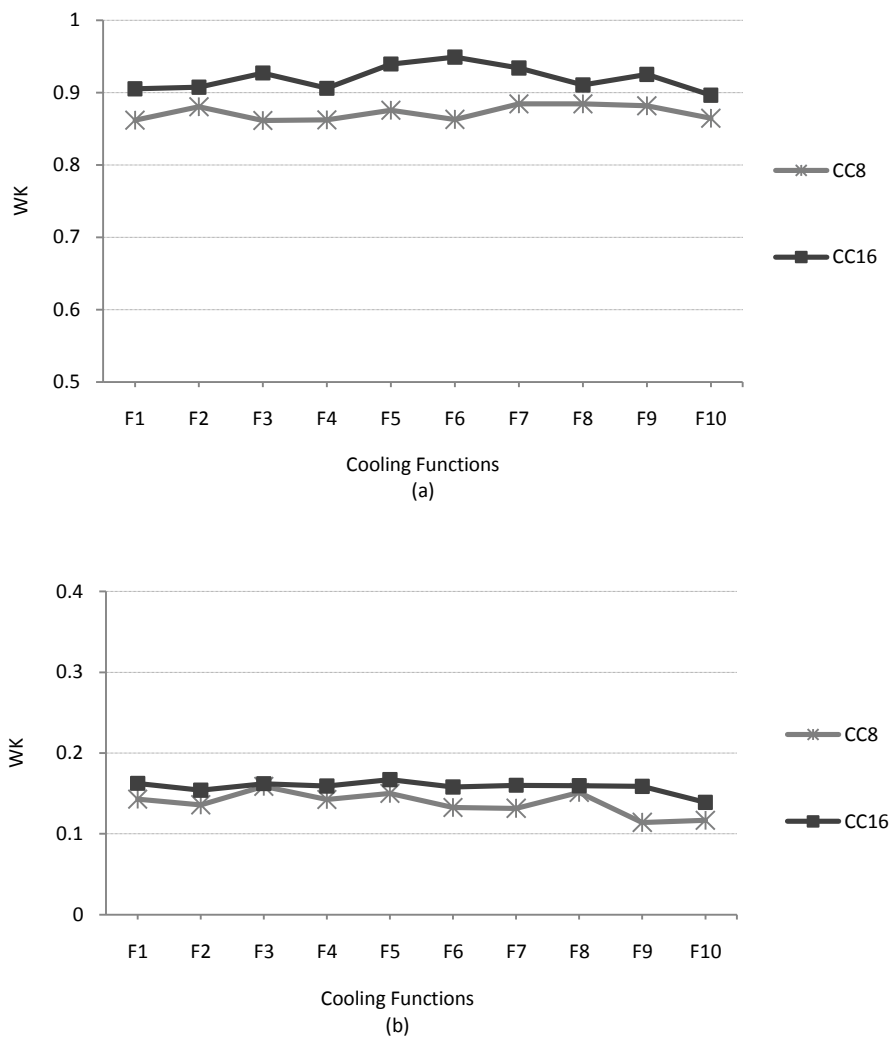 1
0.9
0.8
0.7
0.6
0.5
WK
F1 F2 F3 F4 F5 F6 F7 F8 F9 F10
Cooling Functions
(a)
CC8
CC16
0.4
0.3
0.2
0.1
0
WK
F1 F2 F3 F4 F5 F6 F7 F8 F9 F10
Cooling Functions
(b)
CC8
CC16